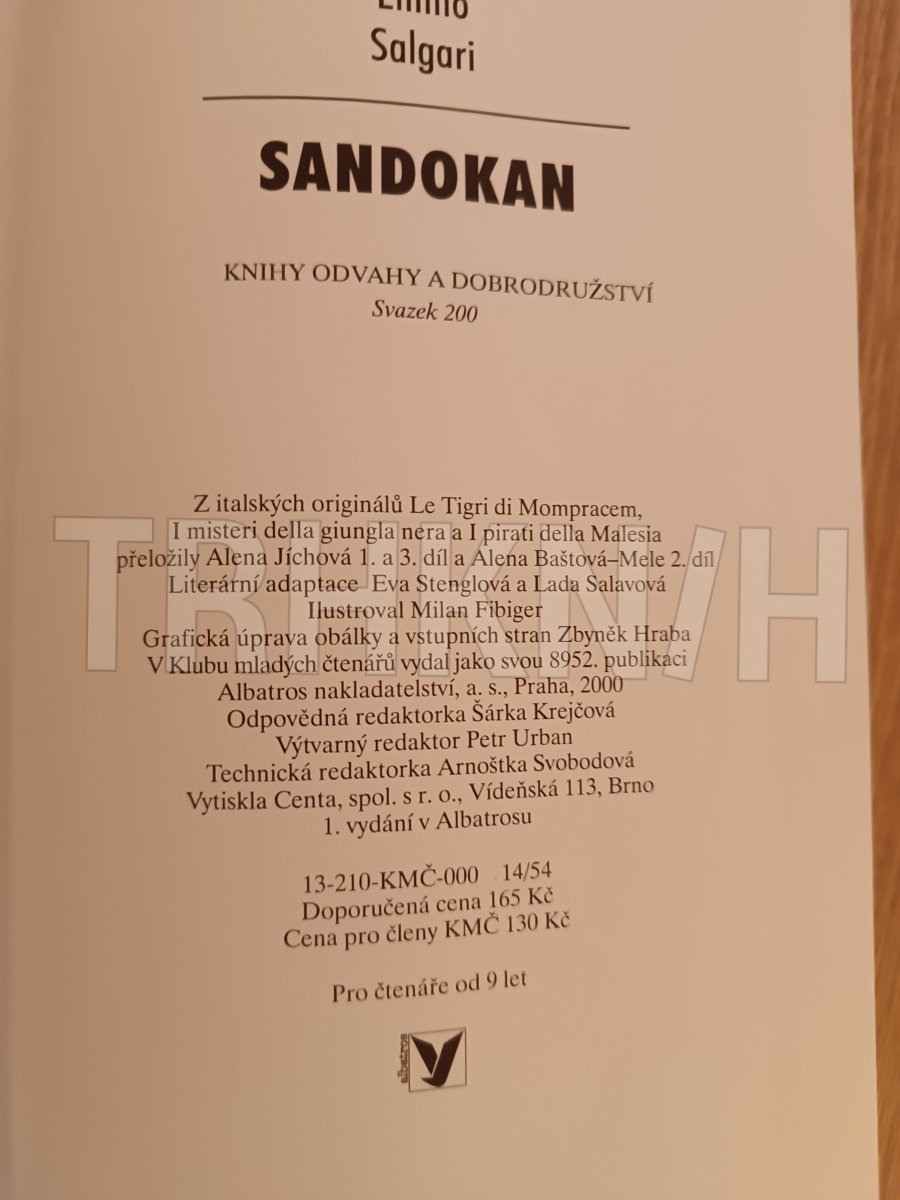 Emilio
Salgari
SANDOKAN
KNIHY ODVAHY A DOBRODRUŽSTVÍ
Svazek 200
Z italských originálů Le Tigri di Mompracem,
I misteri della giungla nera a I pirati della Malesia
přeložily Alena Jíchová 1. a 3. díl a Alena Baštová–Mele 2. díl
Literární adaptace Eva Stenglová a Lada Salavová
Ilustroval Milan Fibiger
Grafická úprava obálky a vstupních stran Zbyněk Hraba
V Klubu mladých čtenářů vydal jako svou 8952. publikaci
Albatros nakladatelství, a. s., Praha, 2000
Odpovědná redaktorka Šárka Krejčová
Výtvarný redaktor Petr Urban
Technická redaktorka Arnoštka Svobodová
Vytiskla Centa, spol. s r. o., Vídeňská 113, Brno
1. vydání v Albatrosu
13-210-KMČ-000 14/54
Doporučená cena 165 Kč
Cena pro členy KMČ 130 Kč
Pro čtenáře od 9 let
albatros
TRHKNIH